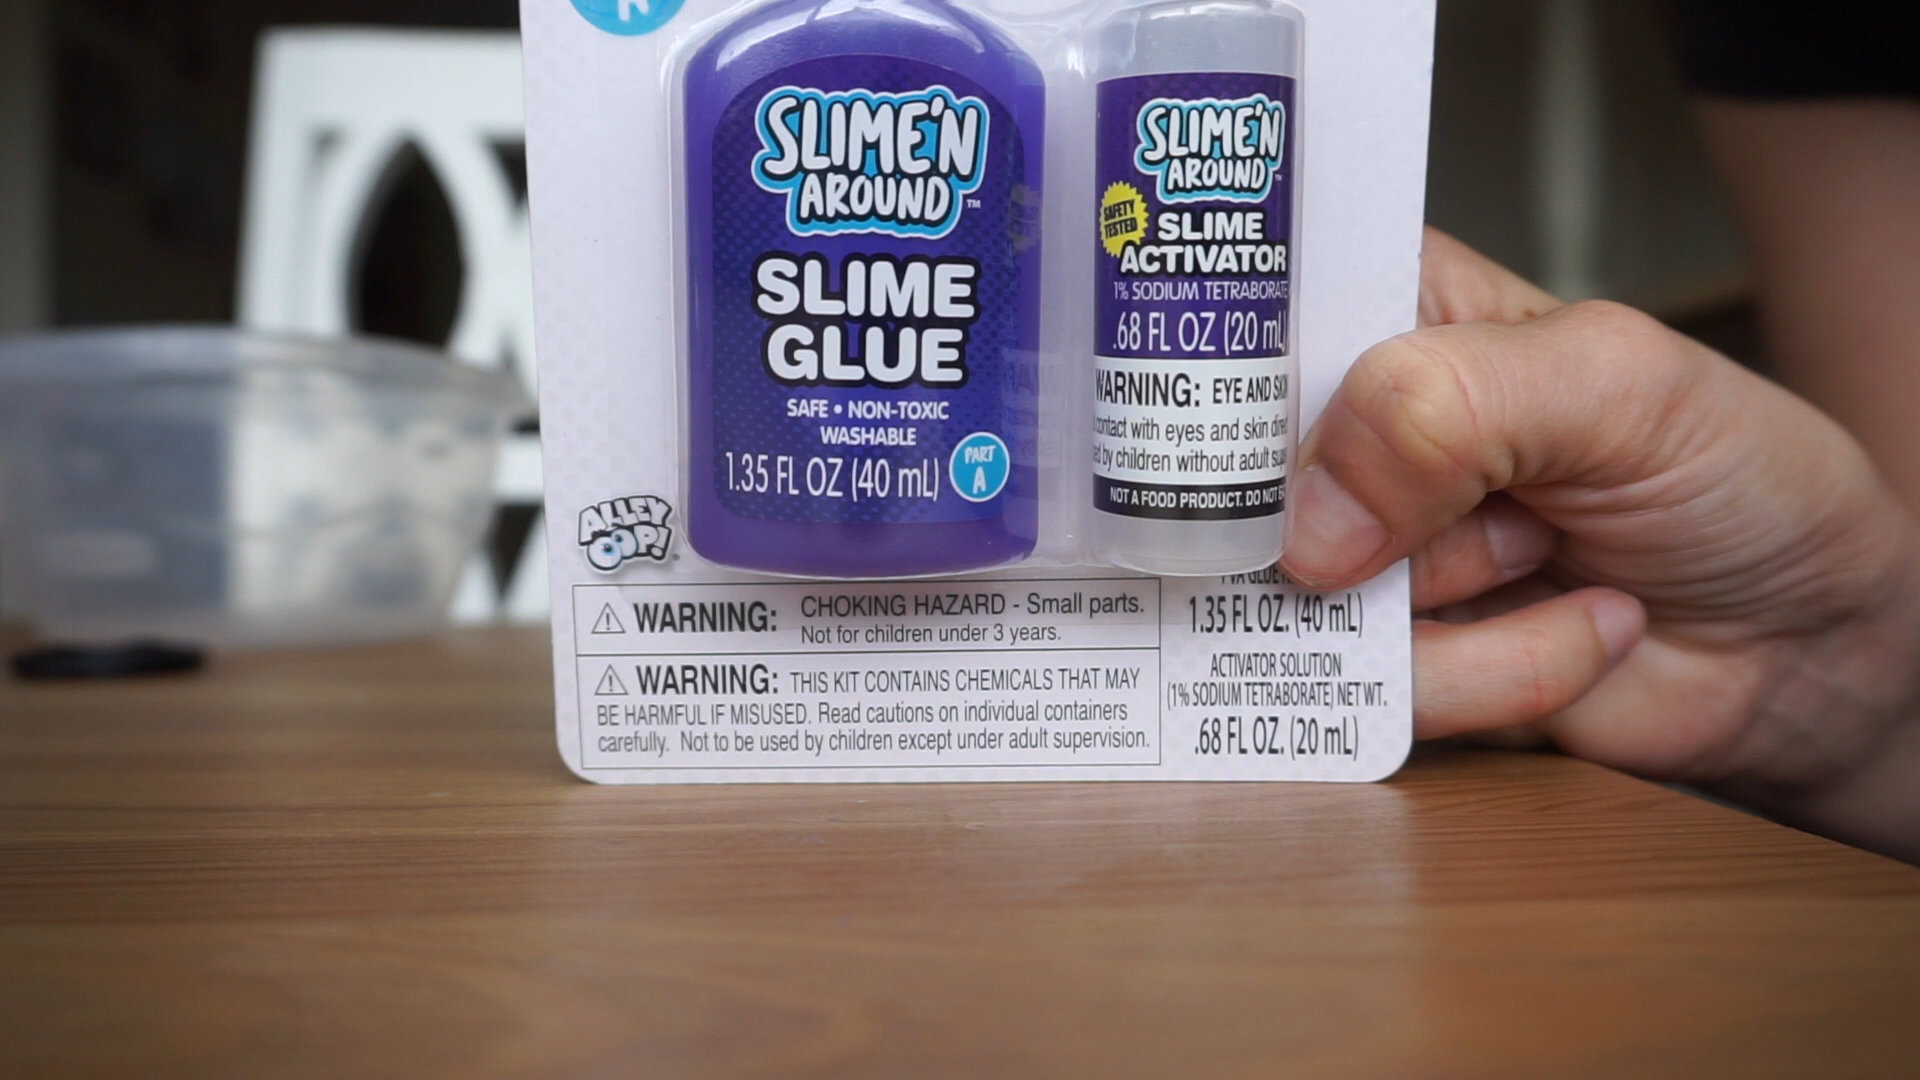 SLIME'N
AROUND™
SLIME
GLUE
SAFE • NON-TOXIC
WASHABLE
1.35 FL OZ (40 mL)
PART
A
SLIME'N
AROUND™
SAFETY
TESTED
SLIME
ACTIVATOR
1% SODIUM TETRABORATE
.68 FL OZ (20 mL)
WARNING: EYE AND
contact with eyes and skin
by children without adult
NOT A FOOD PRODUCT. DO NOT
ALLEY
OOP!
WARNING: CHOKING HAZARD - Small parts.
Not for children under 3 years.
WARNING: THIS KIT CONTAINS CHEMICALS THAT MAY
BE HARMFUL IF MISUSED. Read cautions on individual containers
carefully. Not to be used by children except under adult supervision.
1.35 FL OZ. (40 mL)
ACTIVATOR SOLUTION
(1% SODIUM TETRABORATE) NET WT.
.68 FL OZ. (20 mL)